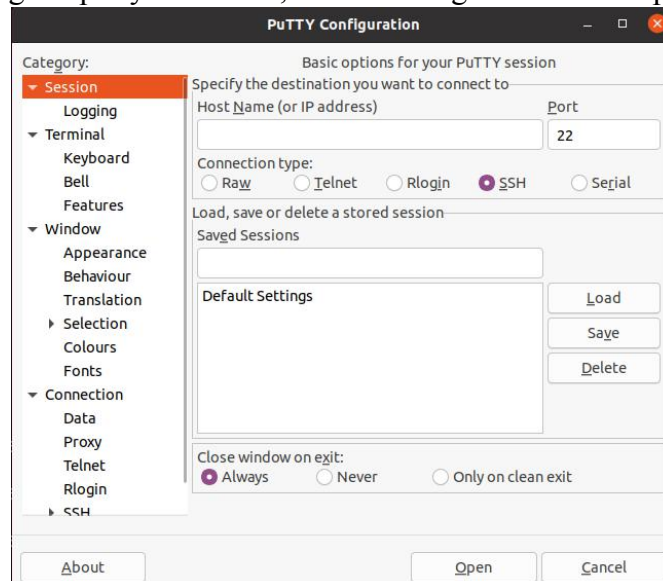 PuTTY Configuration
Category:
Session
Logging
Terminal
Keyboard
Bell
Features
Window
Appearance
Behaviour
Translation
Selection
Colours
Fonts
Connection
Data
Proxy
Telnet
Rlogin
SSH
Basic options for your PuTTY session
Specify the destination you want to connect to
Host Name (or IP address) Port
22
Connection type:
Raw Telnet Rlogin SSH Serial
Load, save or delete a stored session
Saved Sessions
Default Settings
Load
Save
Delete
Close window on exit:
Always Never Only on clean exit
About Open Cancel